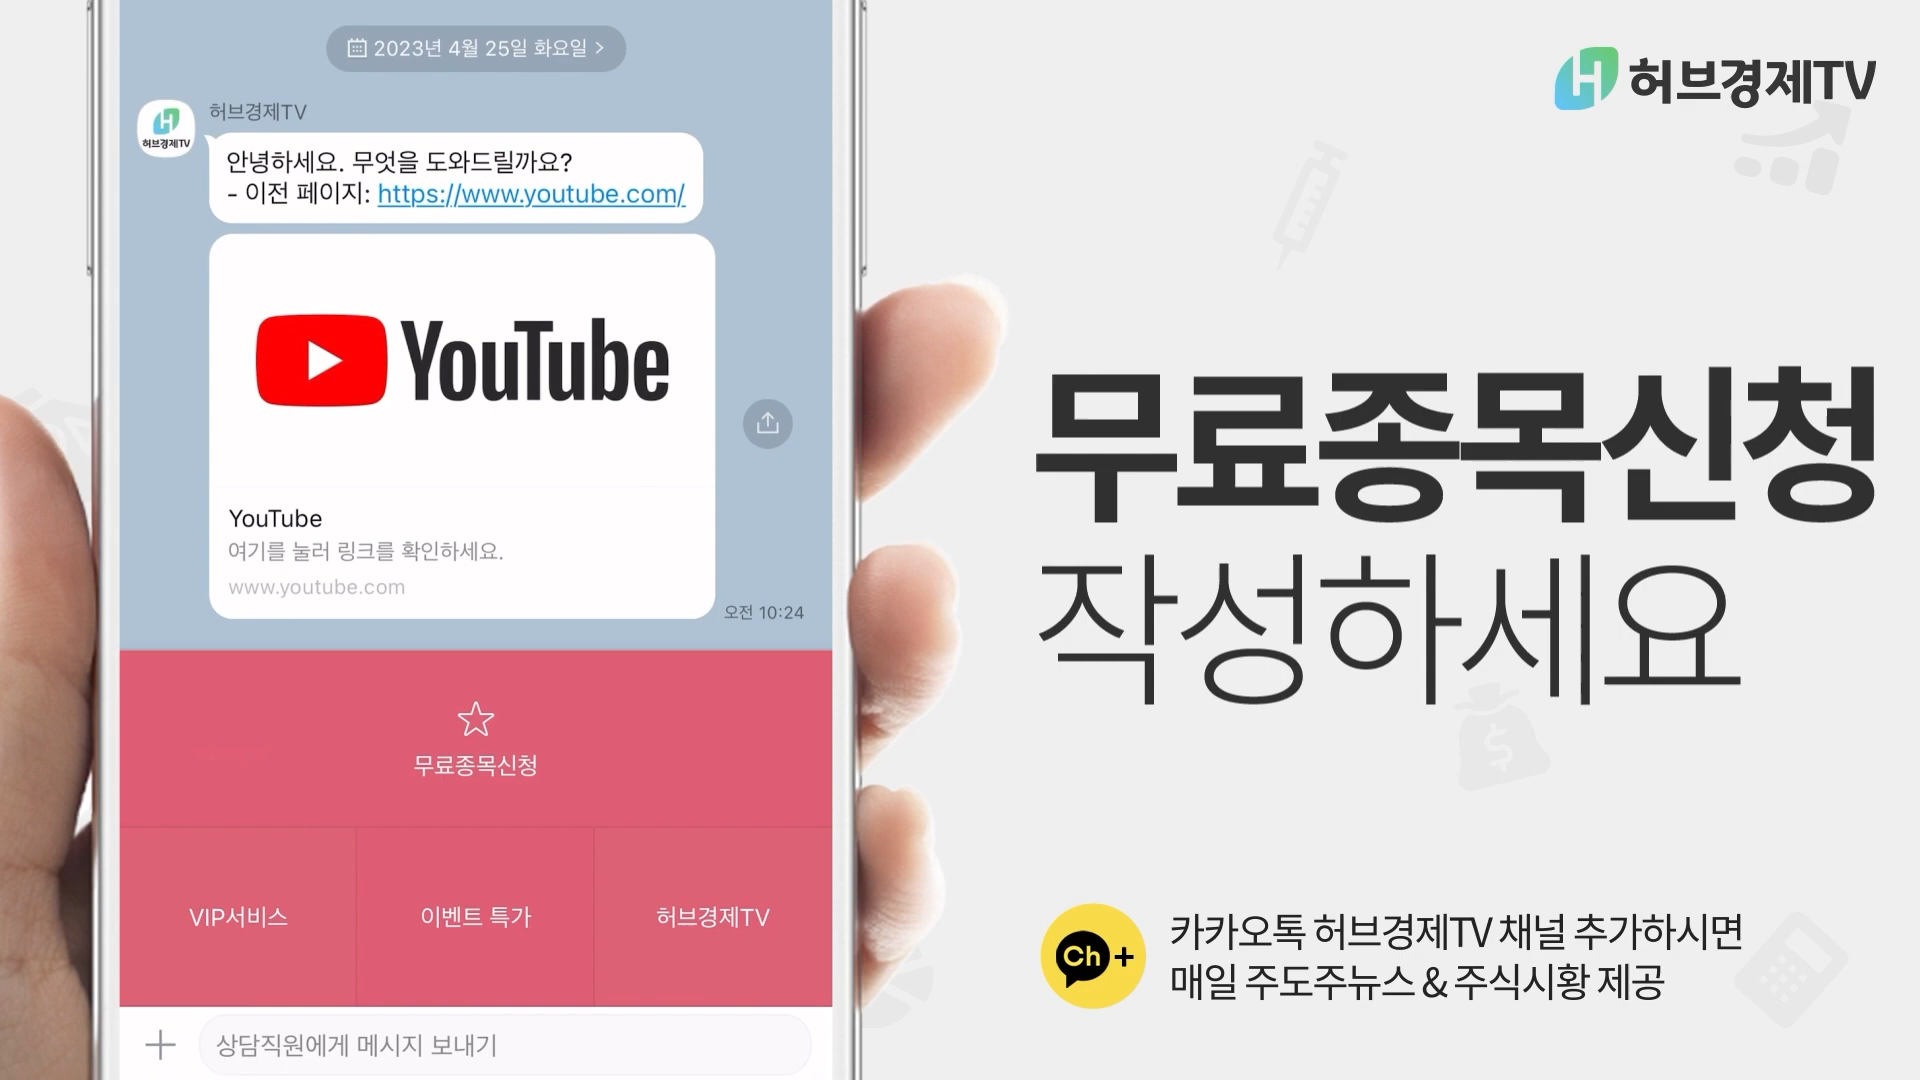 2023년 4월 25일 화요일 >
허브경제TV
허브경제TV
안녕하세요. 무엇을 도와드릴까요?
- 이전 페이지: https://www.youtube.com/
YouTube
YouTube
여기를 눌러 링크를 확인하세요.
www.youtube.com
오전 10:24
무료종목신청
VIP서비스
이벤트 특가
허브경제TV
상담직원에게 메시지 보내기
허브경제TV
무료종목신청
작성하세요
Ch+
카카오톡 허브경제TV 채널 추가하시면
매일 주도주뉴스 & 주식시황 제공